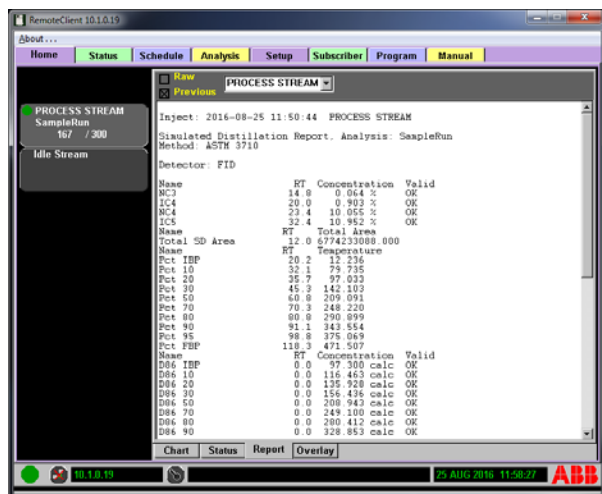 RemoteClient 10.1.0.19
About...
Home Status Schedule Analysis Setup Subscriber Program Manual
Raw
Previous
PROCESS STREAM
PROCESS STREAM
SampleRun
167 / 300
Idle Stream
Inject: 2016-08-25 11:50:44 PROCESS STREAM
Simulated Distillation Report. Analysis: SampleRun
Method: ASTM 3710
Detector: FID
Name RT Concentration Valid
NC3 14.8 0.064 % OK
IC4 20.0 0.903 % OK
NC4 23.4 10.055 % OK
IC5 32.4 10.952 % OK
Name RT Total Area
Total SD Area 12.0 6774233088.000
Name RT Temperature
Pct IBP 20.2 12.236
Pct 10 32.1 79.735
Pct 20 35.7 97.033
Pct 30 45.3 142.103
Pct 50 60.8 209.091
Pct 70 70.3 248.220
Pct 80 80.8 290.899
Pct 90 91.1 343.554
Pct 95 98.8 375.069
Pct FBP 118.3 471.507
Name RT Concentration Valid
D86 IBP 0.0 97.300 calc OK
D86 10 0.0 116.463 calc OK
D86 20 0.0 135.928 calc OK
D86 30 0.0 156.436 calc OK
D86 50 0.0 208.943 calc OK
D86 70 0.0 249.100 calc OK
D86 80 0.0 280.412 calc OK
D86 90 0.0 328.853 calc OK
Chart Status Report Overlay
10.1.0.19
25 AUG 2016 11:58:27
ABB